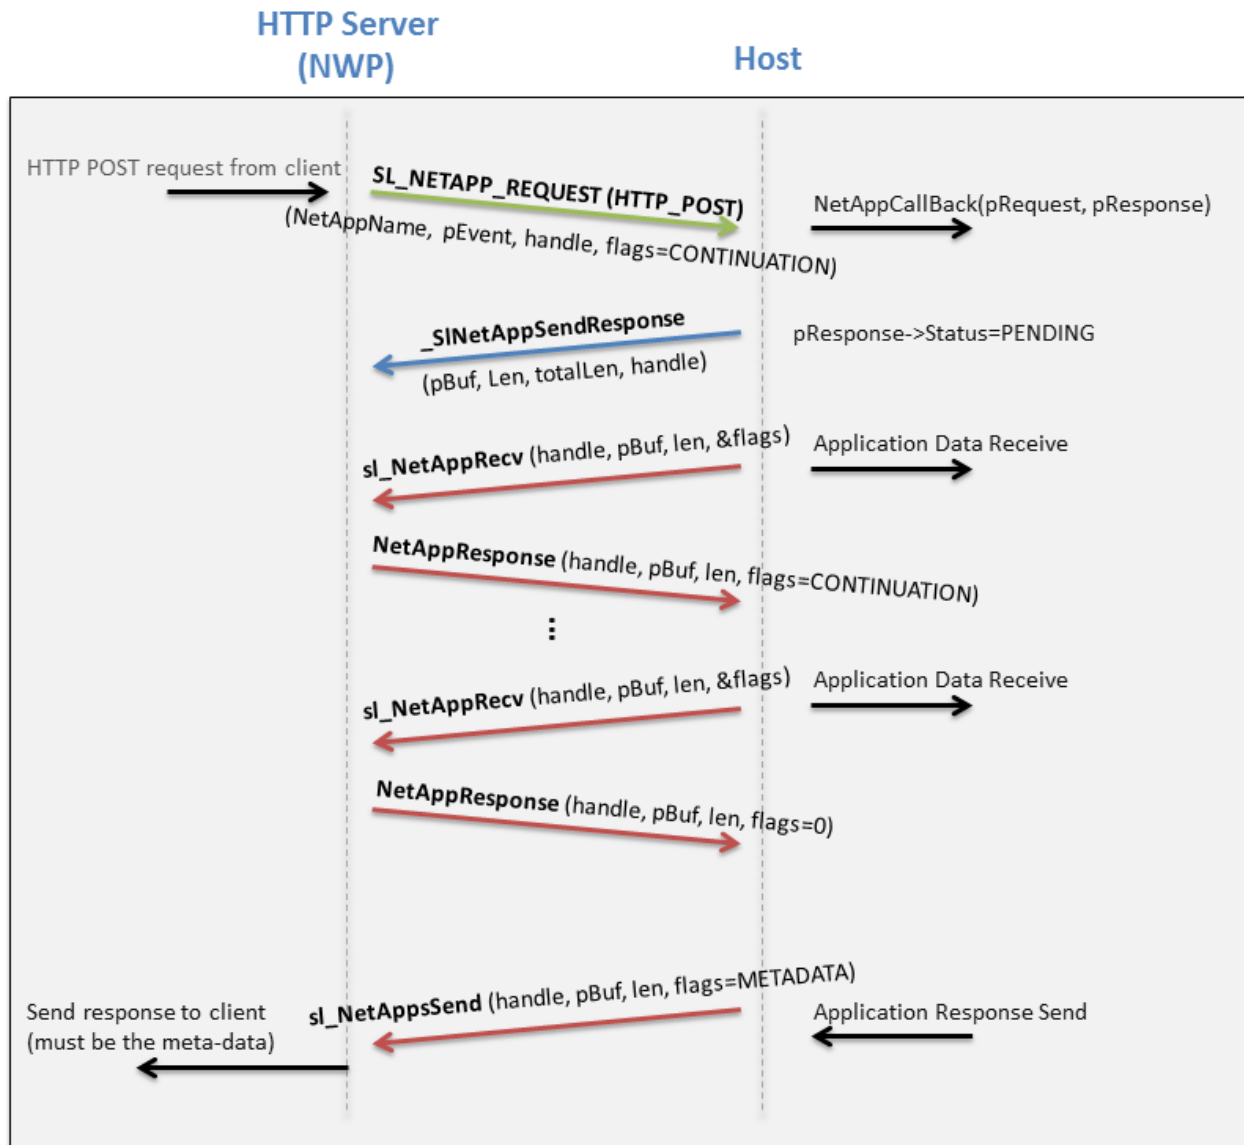 HTTP Server
(NWP)
Host
HTTP POST request from client
SL_NETAPP_REQUEST (HTTP_POST)
(NetAppName, pEvent, handle, flags=CONTINUATION)
NetAppCallBack(pRequest, pResponse)
_SlNetAppSendResponse
(pBuf, Len, totalLen, handle)
pResponse->Status=PENDING
sl_NetAppRecv (handle, pBuf, len, &flags)
Application Data Receive
NetAppResponse (handle, pBuf, len, flags=CONTINUATION)
...
sl_NetAppRecv (handle, pBuf, len, &flags)
Application Data Receive
NetAppResponse (handle, pBuf, len, flags=0)
sl_NetAppsSend (handle, pBuf, len, flags=METADATA)
Send response to client
(must be the meta-data)
Application Response Send